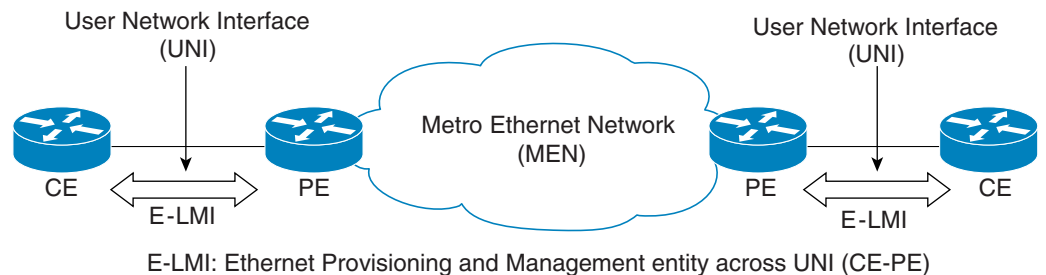 User Network Interface
(UNI)
User Network Interface
(UNI)
Metro Ethernet Network
(MEN)
CE
PE
PE
CE
E-LMI
E-LMI
E-LMI: Ethernet Provisioning and Management entity across UNI (CE-PE)